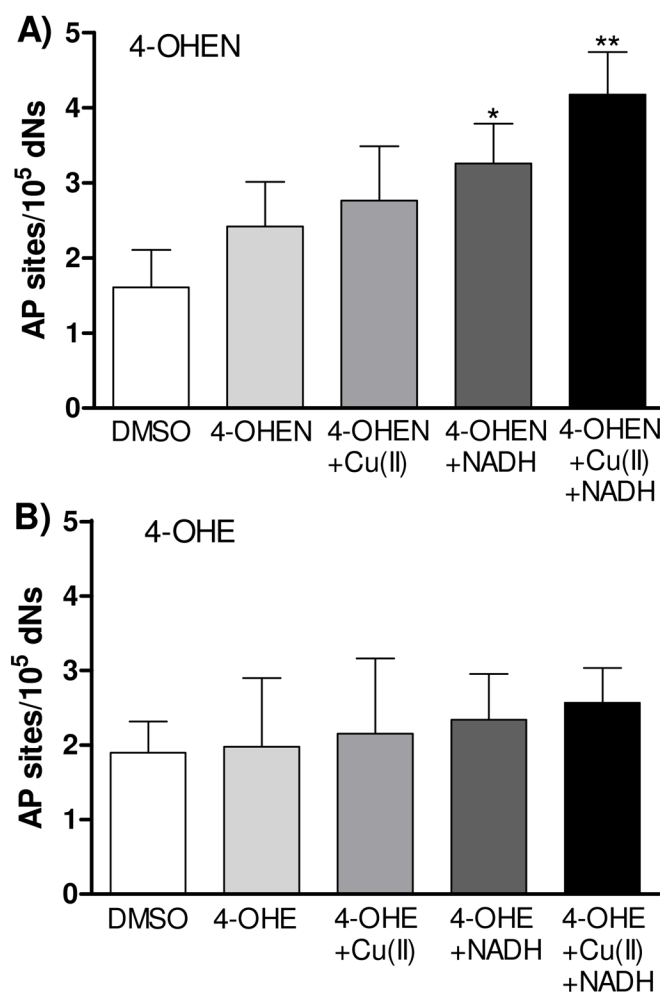 A)
4-OHEN
AP sites/10⁵ dNs
5
4
3
2
1
0
*
**
DMSO 4-OHEN 4-OHEN 4-OHEN 4-OHEN
+Cu(II) +NADH +Cu(II)
+NADH
B)
4-OHE
AP sites/10⁵ dNs
5
4
3
2
1
0
DMSO 4-OHE 4-OHE 4-OHE 4-OHE
+Cu(II) +NADH +Cu(II)
+NADH